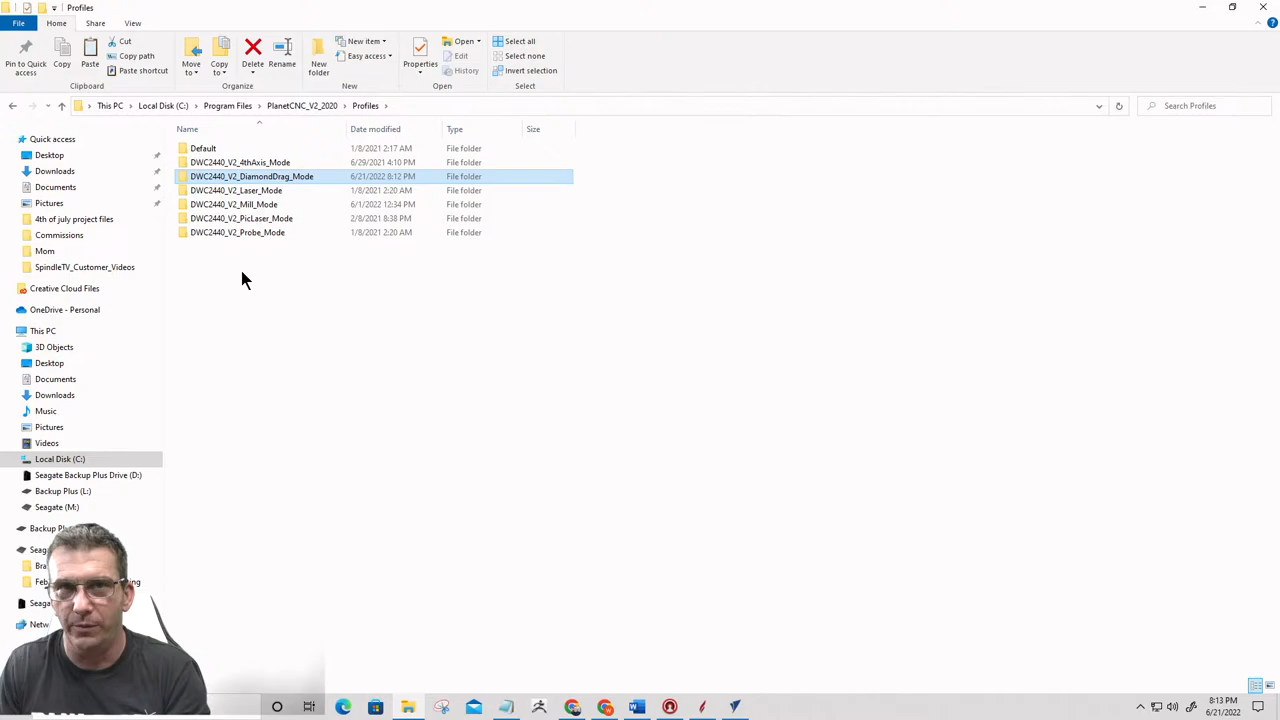 Profiles
File Home Share View
Pin to Quick access
Copy
Paste
Cut
Copy path
Paste shortcut
Clipboard
Move to
Copy to
Delete
Rename
Organize
New folder
New item
Easy access
New
Properties
Open
Edit
History
Open
Select all
Select none
Invert selection
Select
This PC Local Disk (C:) Program Files PlanetCNC_V2_2020 Profiles
Search Profiles
Name Date modified Type Size
Default 1/8/2021 2:17 AM File folder
DWC2440_V2_4thAxis_Mode 6/29/2021 4:10 PM File folder
DWC2440_V2_DiamondDrag_Mode 6/21/2022 8:12 PM File folder
DWC2440_V2_Laser_Mode 1/8/2021 2:20 AM File folder
DWC2440_V2_Mill_Mode 6/1/2022 12:34 PM File folder
DWC2440_V2_PicLaser_Mode 2/8/2021 8:38 PM File folder
DWC2440_V2_Probe_Mode 1/8/2021 2:20 AM File folder
Quick access
Desktop
Downloads
Documents
Pictures
4th of july project files
Commissions
Mom
SpindleTV_Customer_Videos
Creative Cloud Files
OneDrive - Personal
This PC
3D Objects
Desktop
Documents
Downloads
Music
Pictures
Videos
Local Disk (C:)
Seagate Backup Plus Drive (D:)
Backup Plus (L:)
Seagate (M:)
Backup Pl
Seag
Bra
Feb
ing
Seaga
Netw
8:13 PM
6/21/2022